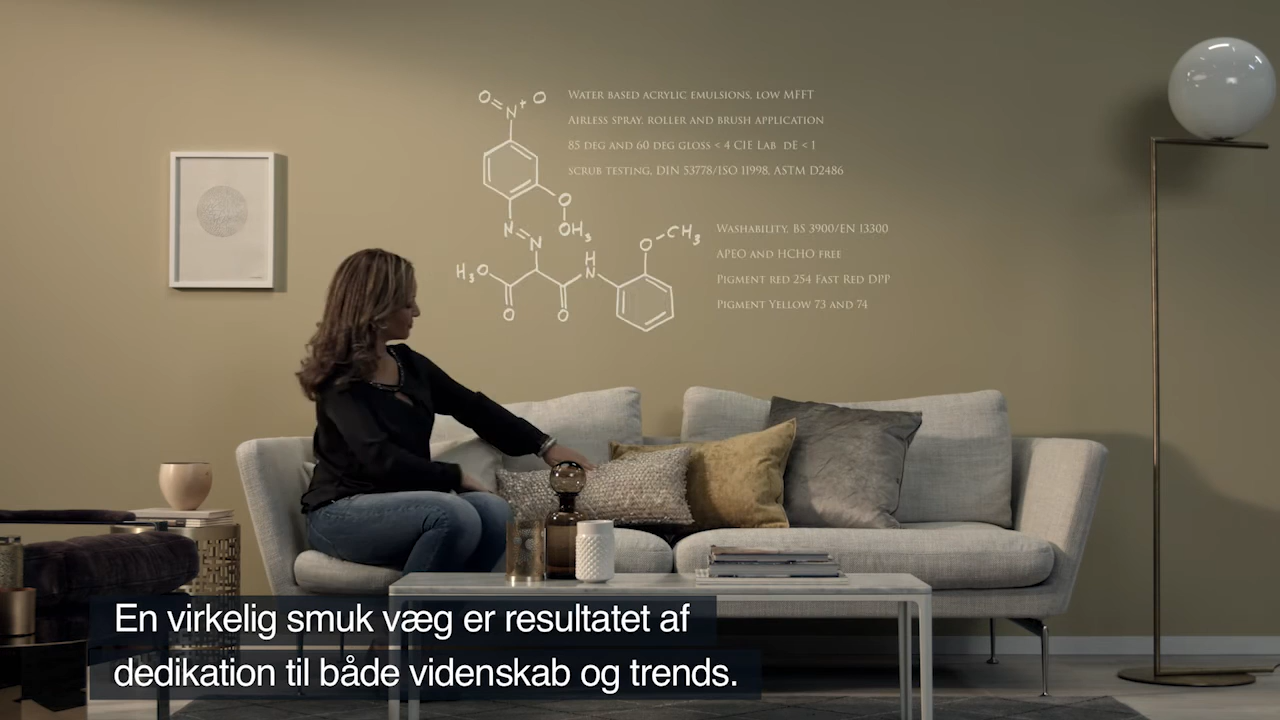 WATER BASED ACRYLIC EMULSIONS, LOW MFFT
AIRLESS SPRAY, ROLLER AND BRUSH APPLICATION
85 DEG AND 60 DEG GLOSS < 4 CIE LAB dE < 1
SCRUB TESTING, DIN 53778/ISO 11998, ASTM D2486
O N+ O
O
OH3
N N
H3O
O
O
H
N
O CH3
WASHABILITY, BS 3900/EN 13300
APEO AND HCHO FREE
PIGMENT RED 254 FAST RED DPP
PIGMENT YELLOW 73 AND 74
En virkelig smuk væg er resultatet af
dedikation til både videnskab og trends.